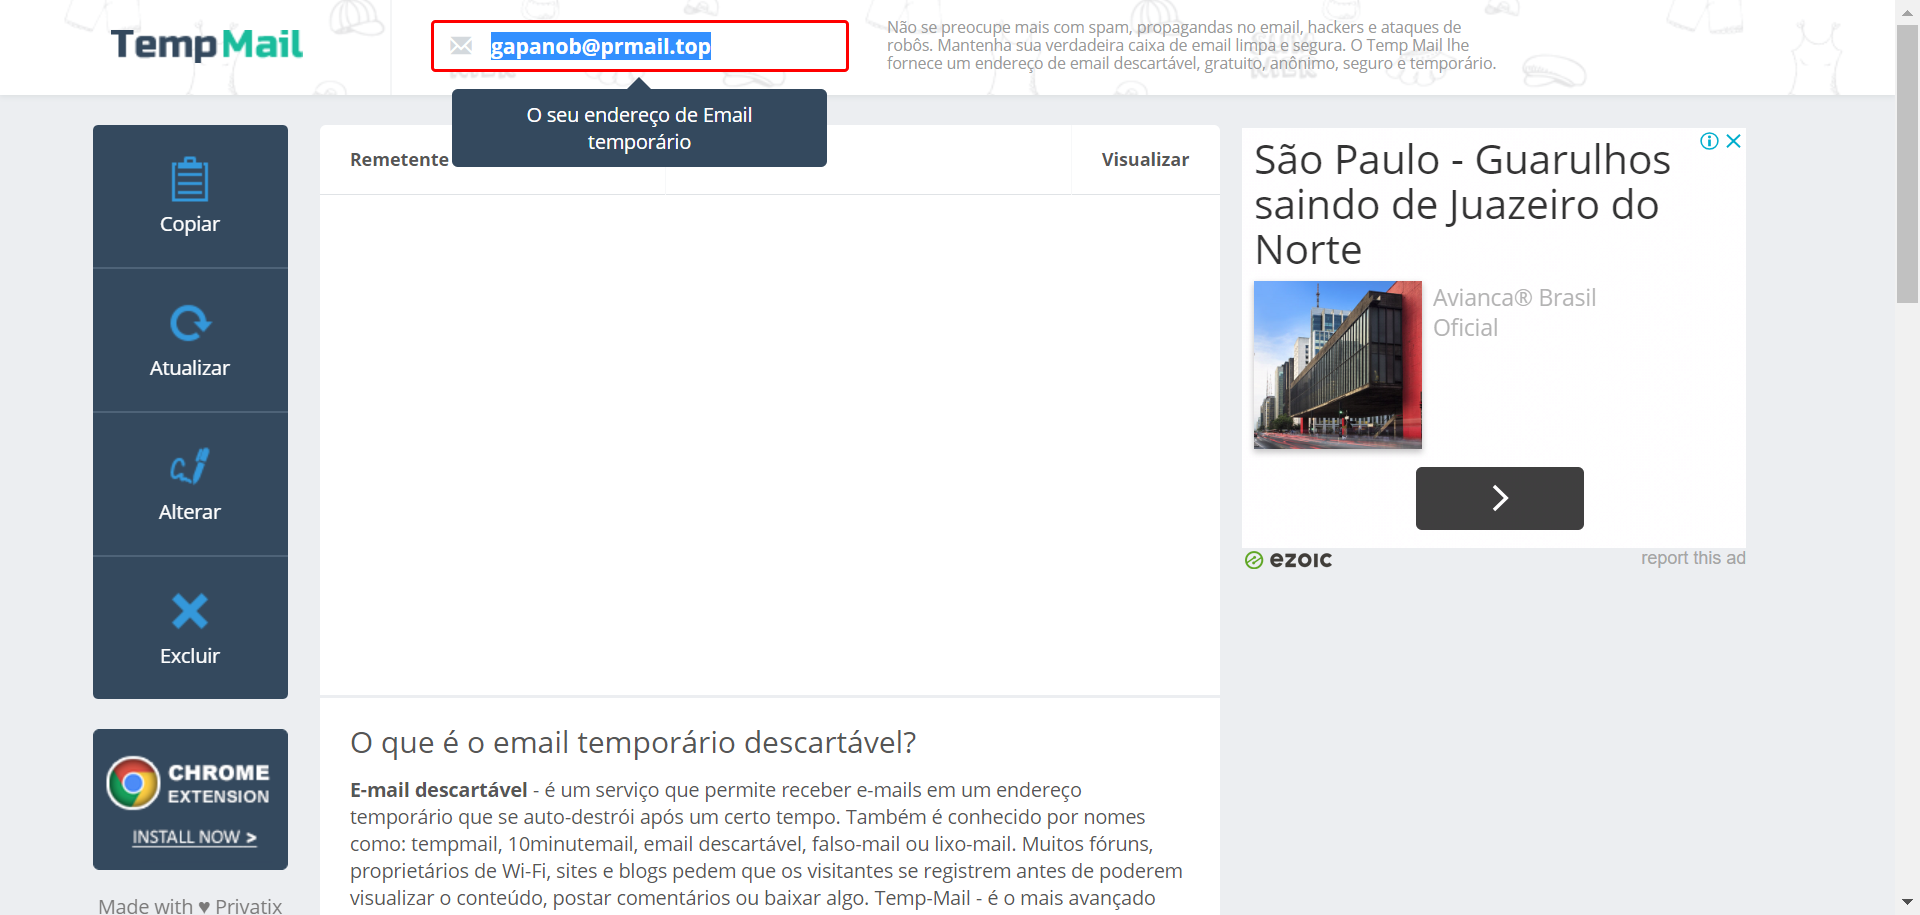 TempMail
gapanob@prmail.top
Não se preocupe mais com spam, propagandas no email, hackers e ataques de
robôs. Mantenha sua verdadeira caixa de email limpa e segura. O Temp Mail lhe
fornece um endereço de email descartável, gratuito, anônimo, seguro e temporário.
O seu endereço de Email
temporário
Copiar
Atualizar
Alterar
Excluir
CHROME
EXTENSION
INSTALL NOW >
Made with ♥ Privatix
Remetente
Visualizar
O que é o email temporário descartável?
E-mail descartável - é um serviço que permite receber e-mails em um endereço
temporário que se auto-destrói após um certo tempo. Também é conhecido por nomes
como: tempmail, 10minutemail, email descartável, falso-mail ou lixo-mail. Muitos fóruns,
proprietários de Wi-Fi, sites e blogs pedem que os visitantes se registrem antes de poderem
visualizar o conteúdo, postar comentários ou baixar algo. Temp-Mail - é o mais avançado
São Paulo - Guarulhos
saindo de Juazeiro do
Norte
Avianca® Brasil
Oficial
ezoic
report this ad